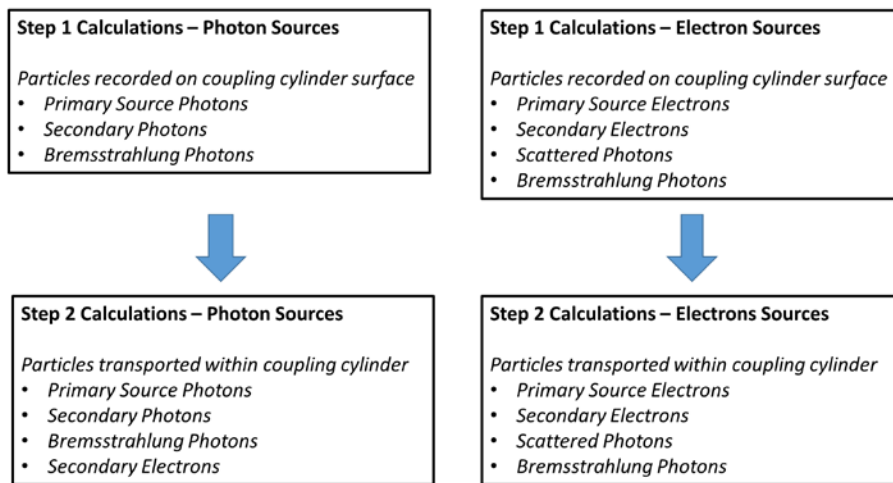 Step 1 Calculations – Photon Sources
Particles recorded on coupling cylinder surface
• Primary Source Photons
• Secondary Photons
• Bremsstrahlung Photons
Step 1 Calculations – Electron Sources
Particles recorded on coupling cylinder surface
• Primary Source Electrons
• Secondary Electrons
• Scattered Photons
• Bremsstrahlung Photons
Step 2 Calculations – Photon Sources
Particles transported within coupling cylinder
• Primary Source Photons
• Secondary Photons
• Bremsstrahlung Photons
• Secondary Electrons
Step 2 Calculations – Electrons Sources
Particles transported within coupling cylinder
• Primary Source Electrons
• Secondary Electrons
• Scattered Photons
• Bremsstrahlung Photons